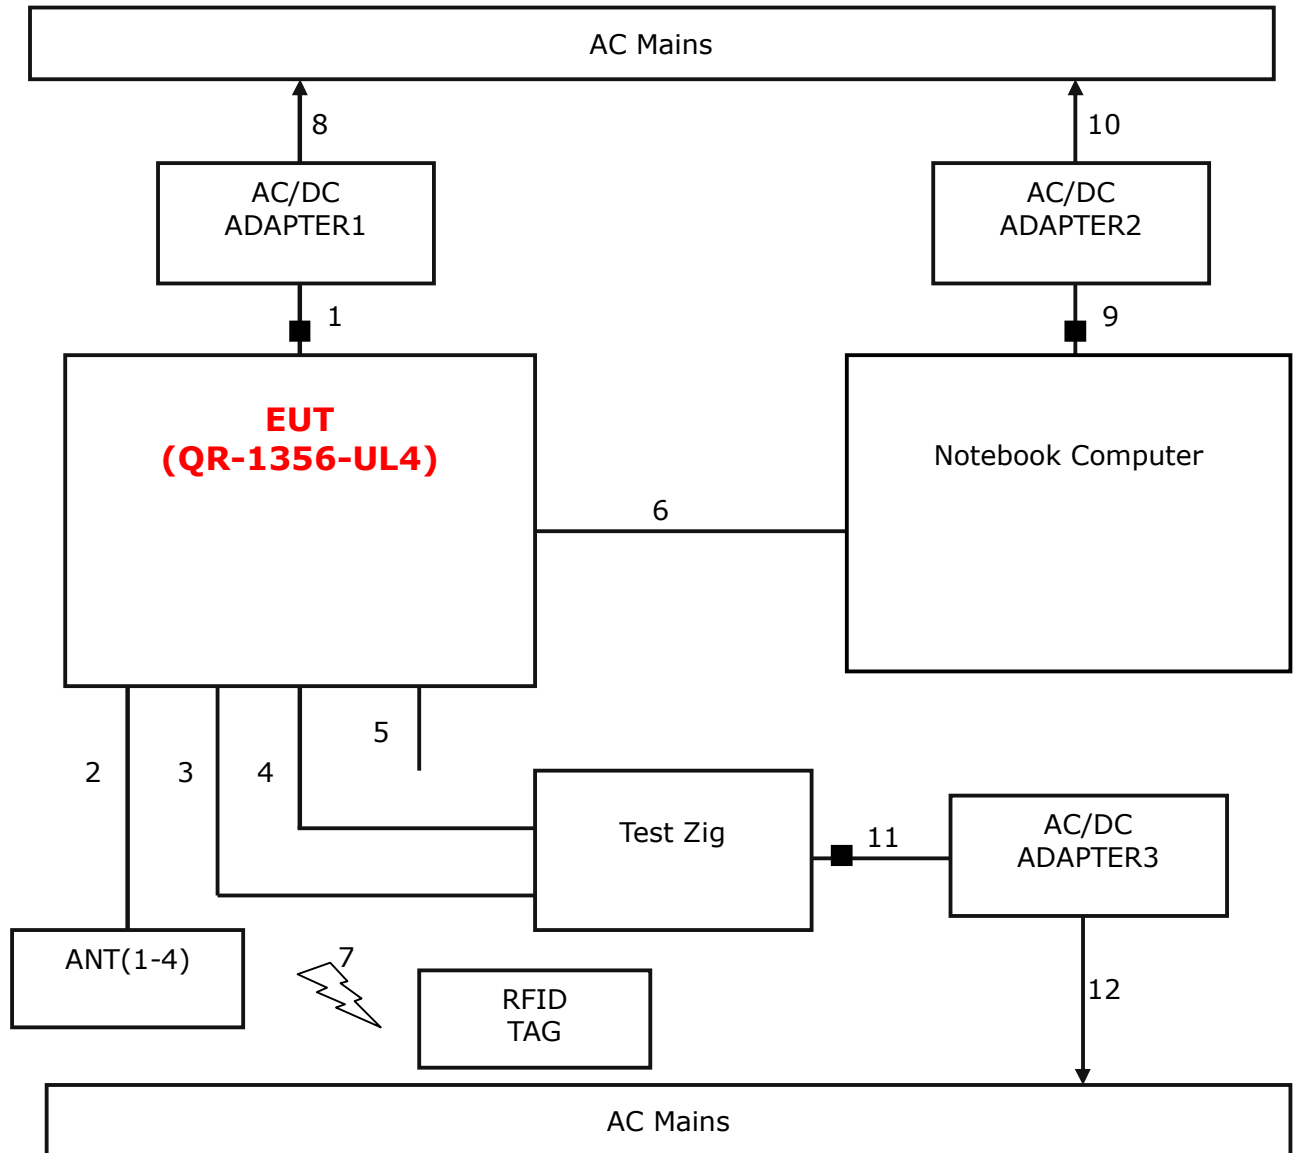 AC Mains
8
10
AC/DC
ADAPTER1
AC/DC
ADAPTER2
1
9
EUT
(QR-1356-UL4)
Notebook Computer
6
5
2
3
4
Test Zig
11
AC/DC
ADAPTER3
ANT(1-4)
7
RFID
TAG
12
AC Mains